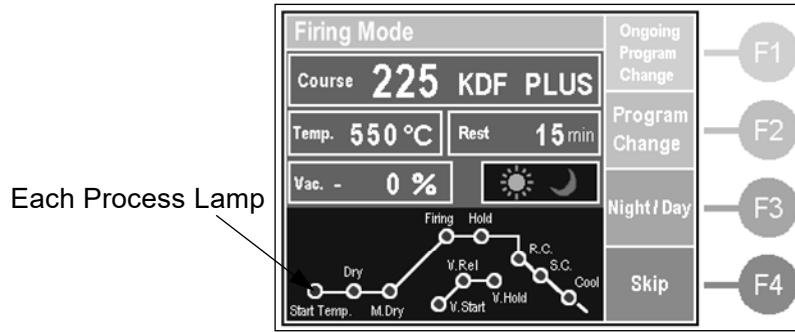 Firing Mode
Course 225 KDF PLUS
Temp. 550 °C Rest 15 min
Vac. - 0 %
Firing Hold
R.C.
S.C.
Cool
Dry
V.Rel
V.Hold
V.Start
Start Temp. M.Dry
Ongoing
Program
Change
F1
Program
Change
F2
Night / Day
F3
Skip
F4
Each Process Lamp